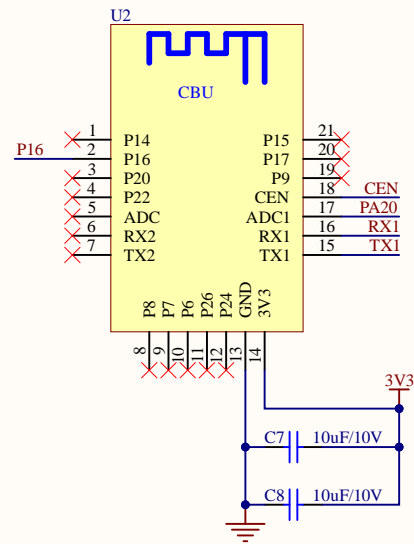 U2
CBU
1 P14 P15 21
P16 2 P16 P17 20
3 P20 P9 19
4 P22 CEN 18 CEN
5 ADC ADC1 17 PA20
6 RX2 RX1 16 RX1
7 TX2 TX1 15 TX1
P8 P7 P6 P26 P24 GND 3V3
8 9 10 11 12 13 14
3V3
C7 10uF/10V
C8 10uF/10V